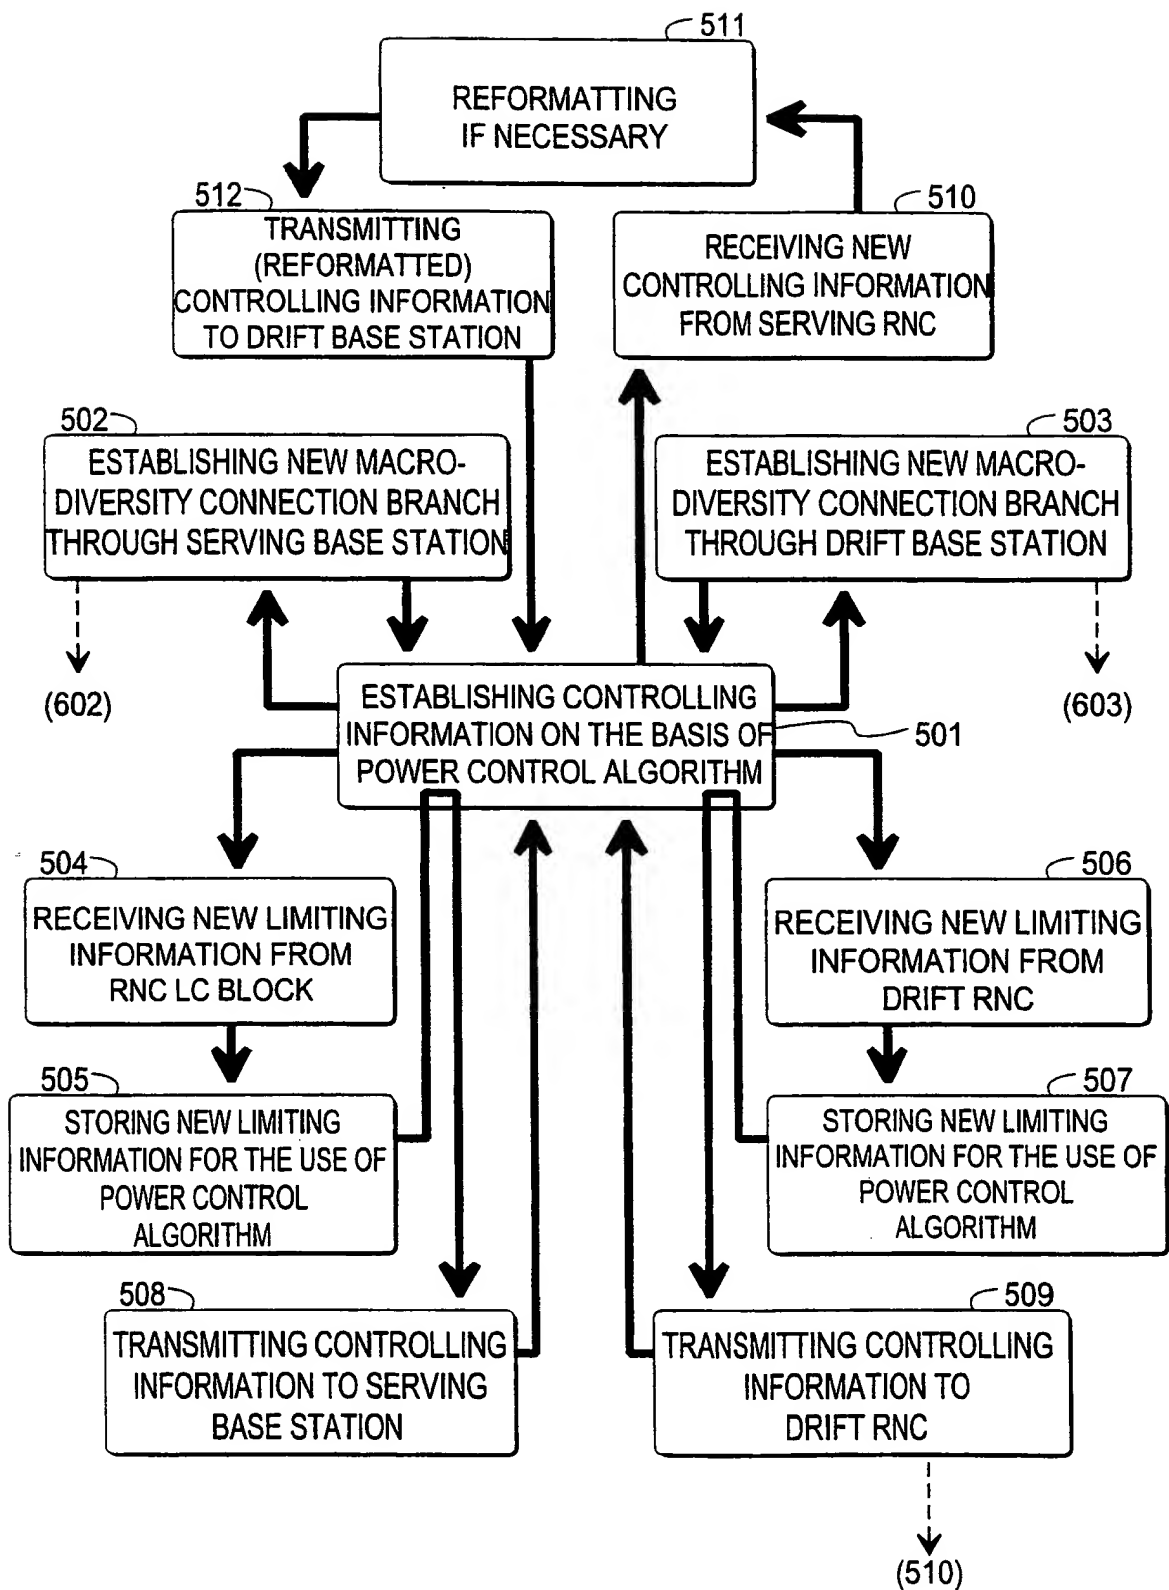 511
REFORMATTING
IF NECESSARY
512
TRANSMITTING
(REFORMATTED)
CONTROLLING INFORMATION
TO DRIFT BASE STATION
510
RECEIVING NEW
CONTROLLING INFORMATION
FROM SERVING RNC
502
ESTABLISHING NEW MACRO-
DIVERSITY CONNECTION BRANCH
THROUGH SERVING BASE STATION
503
ESTABLISHING NEW MACRO-
DIVERSITY CONNECTION BRANCH
THROUGH DRIFT BASE STATION
(602)
(603)
ESTABLISHING CONTROLLING
INFORMATION ON THE BASIS OF
POWER CONTROL ALGORITHM
501
504
RECEIVING NEW LIMITING
INFORMATION FROM
RNC LC BLOCK
506
RECEIVING NEW LIMITING
INFORMATION FROM
DRIFT RNC
505
STORING NEW LIMITING
INFORMATION FOR THE USE OF
POWER CONTROL
ALGORITHM
507
STORING NEW LIMITING
INFORMATION FOR THE USE OF
POWER CONTROL
ALGORITHM
508
TRANSMITTING CONTROLLING
INFORMATION TO SERVING
BASE STATION
509
TRANSMITTING CONTROLLING
INFORMATION TO
DRIFT RNC
(510)